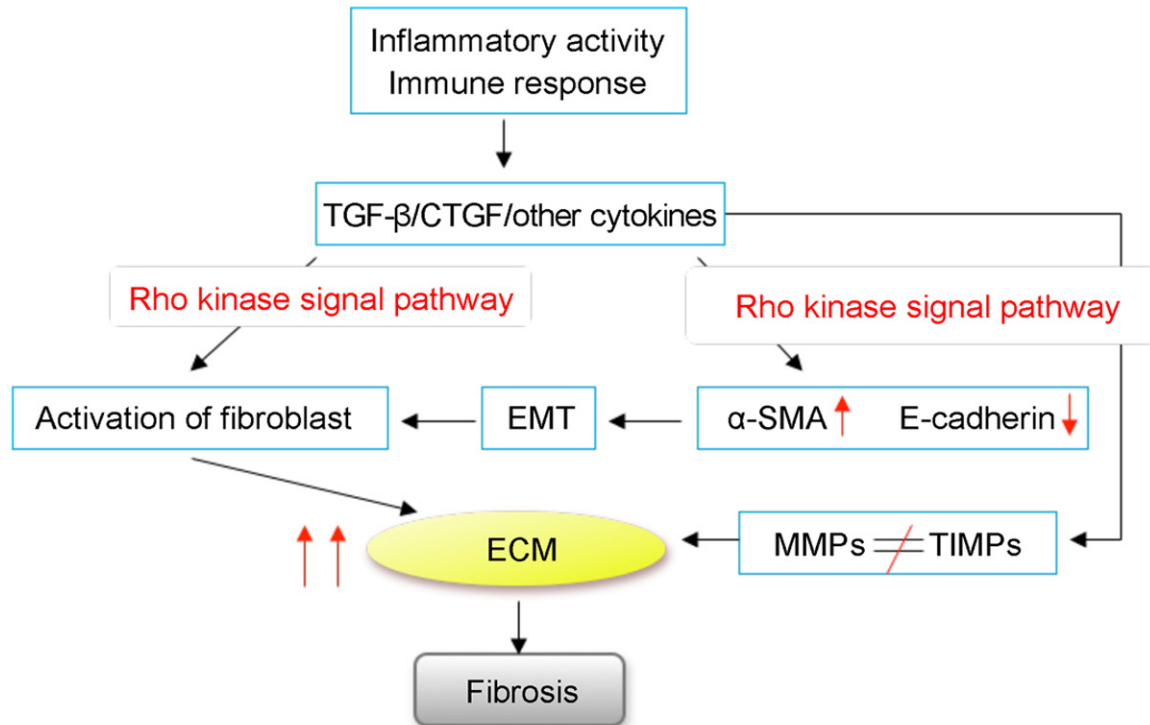 Inflammatory activity
Immune response
TGF-β/CTGF/other cytokines
Rho kinase signal pathway
Rho kinase signal pathway
Activation of fibroblast
EMT
α-SMA
E-cadherin
ECM
MMPs
TIMPs
Fibrosis